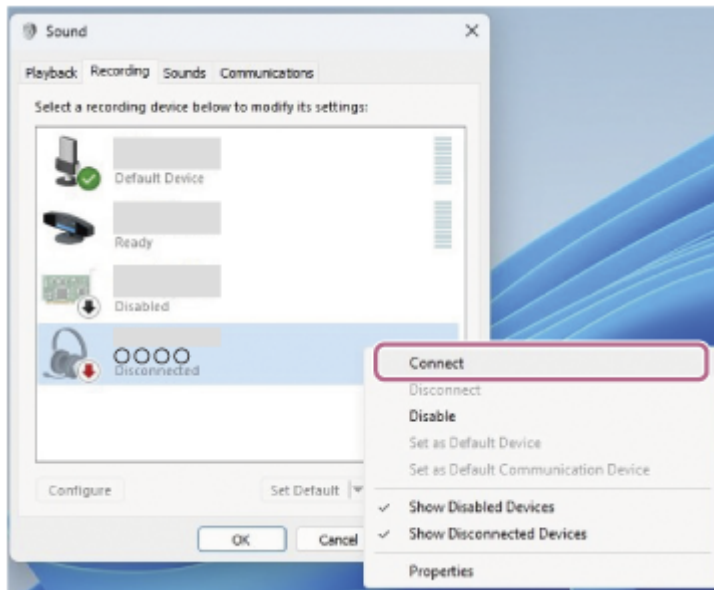 Sound
Playback Recording Sounds Communications
Select a recording device below to modify its settings:
Default Device
Ready
Disabled
OOOO
Disconnected
Configure
Set Default
OK
Cancel
Connect
Disconnect
Disable
Set as Default Device
Set as Default Communication Device
Show Disabled Devices
Show Disconnected Devices
Properties